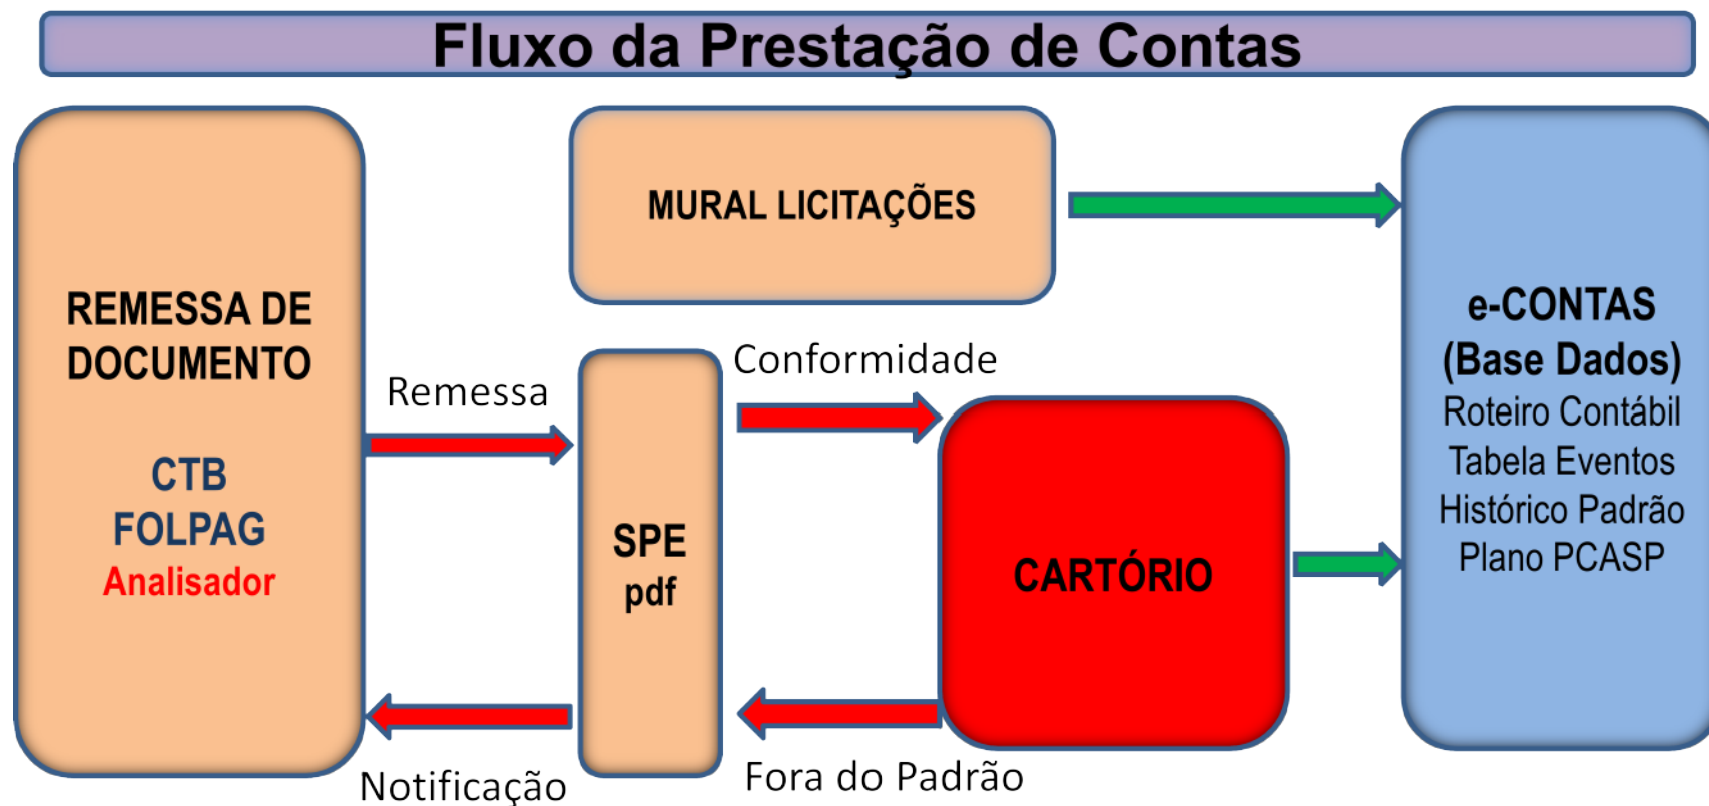 Fluxo da Prestação de Contas
REMESSA DE
DOCUMENTO
CTB
FOLPAG
Analisador
MURAL LICITAÇÕES
Remessa
Notificação
SPE
pdf
Conformidade
Fora do Padrão
CARTÓRIO
e-CONTAS
(Base Dados)
Roteiro Contábil
Tabela Eventos
Histórico Padrão
Plano PCASP